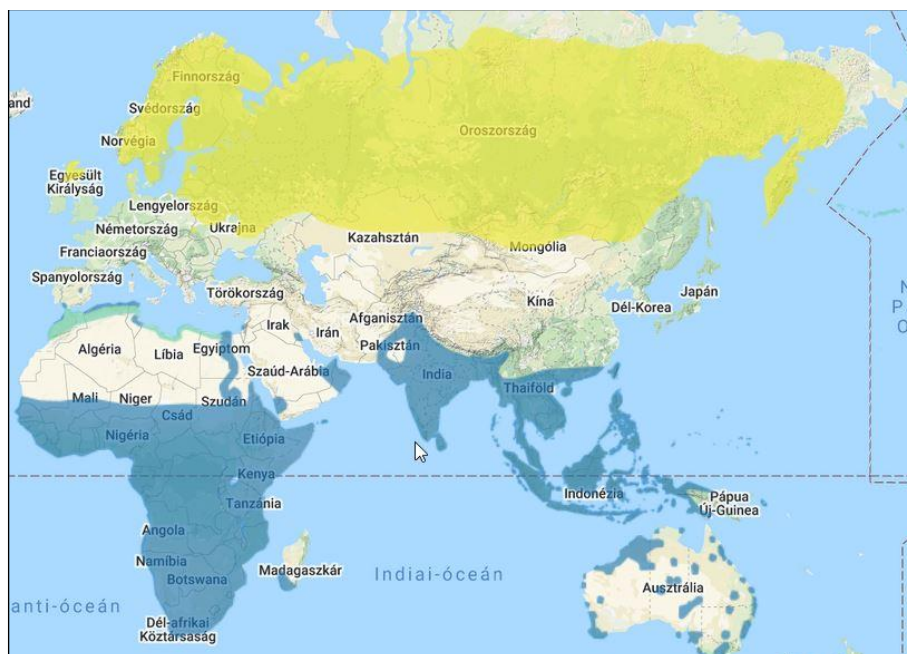 and
Finnország
Svédország
Norvégia
Oroszország
Egyesült
Királyság
Lengyelország
Németország
Ukrajna
Kazahsztán
Mongólia
Franciaország
Spanyolország
Törökország
Kína
Japán
Dél-Korea
Irak
Irán
Afganisztán
Algéria
Líbia
Egyiptom
Pakisztán
Szaúd-Arábia
India
Thaiföld
Mali
Niger
Szudán
Csád
Nigéria
Etiópia
Kenya
Tanzánia
Indonézia
Pápua
Új-Guinea
Angola
Namíbia
Botswana
Madagaszkár
Indiai-óceán
Ausztrália
anti-óceán
Dél-afrikai
Köztársaság
N
P
O